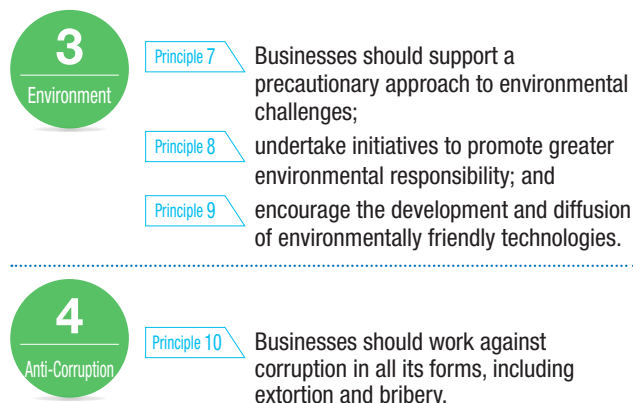 3
Environment
Principle 7
Businesses should support a
precautionary approach to environmental
challenges;
Principle 8
undertake initiatives to promote greater
environmental responsibility; and
Principle 9
encourage the development and diffusion
of environmentally friendly technologies.
4
Anti-Corruption
Principle 10
Businesses should work against
corruption in all its forms, including
extortion and bribery.